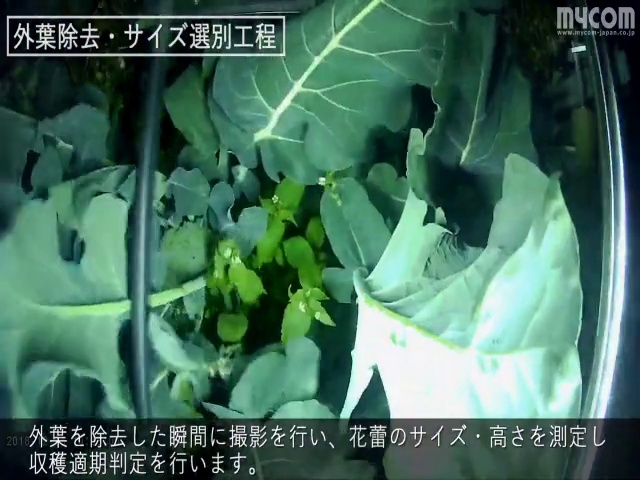 外葉除去・サイズ選別工程
mycom
www.mycom-japan.co.jp
2018
外葉を除去した瞬間に撮影を行い、花蕾のサイズ・高さを測定し
収穫適期判定を行います。